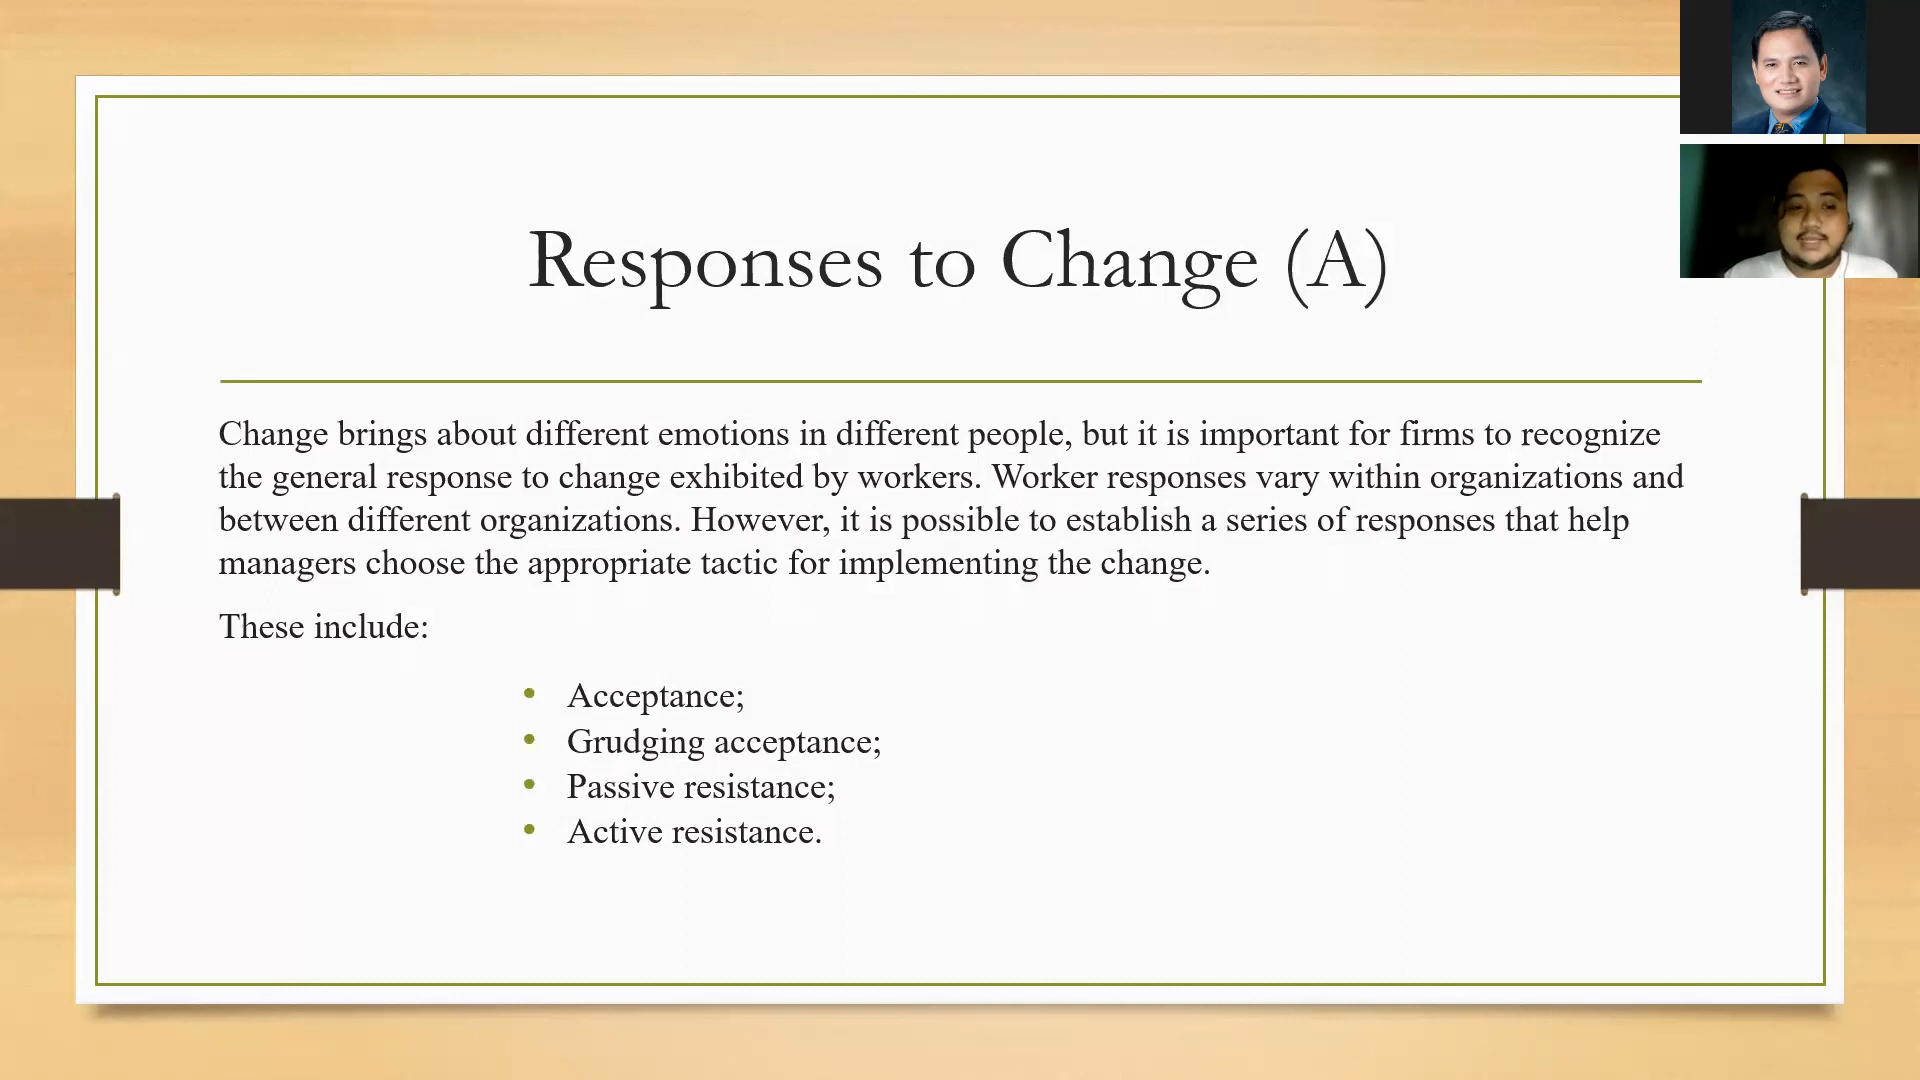 Responses to Change (A)
Change brings about different emotions in different people, but it is important for firms to recognize
the general response to change exhibited by workers. Worker responses vary within organizations and
between different organizations. However, it is possible to establish a series of responses that help
managers choose the appropriate tactic for implementing the change.
These include:
• Acceptance;
• Grudging acceptance;
• Passive resistance;
• Active resistance.